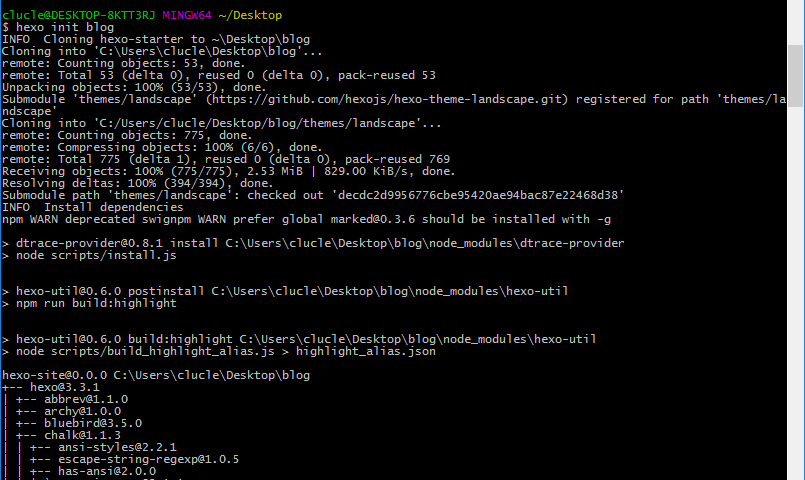 clucle@DESKTOP-8KTT3RJ MINGW64 ~/Desktop
$ hexo init blog
INFO  Cloning hexo-starter to ~\Desktop\blog
Cloning into 'C:\Users\clucle\Desktop\blog'...
remote: Counting objects: 53, done.
remote: Total 53 (delta 0), reused 0 (delta 0), pack-reused 53
Unpacking objects: 100% (53/53), done.
Submodule 'themes/landscape' (https://github.com/hexojs/hexo-theme-landscape.git) registered for path 'themes/la
ndscape'
Cloning into 'C:/Users/clucle/Desktop/blog/themes/landscape'...
remote: Counting objects: 775, done.
remote: Compressing objects: 100% (6/6), done.
remote: Total 775 (delta 1), reused 0 (delta 0), pack-reused 769
Receiving objects: 100% (775/775), 2.53 MiB | 829.00 KiB/s, done.
Resolving deltas: 100% (394/394), done.
Submodule path 'themes/landscape': checked out 'decdc2d9956776cbe95420ae94bac87e22468d38'
INFO  Install dependencies
npm WARN deprecated swignpm WARN prefer global marked@0.3.6 should be installed with -g
> dtrace-provider@0.8.1 install C:\Users\clucle\Desktop\blog\node_modules\dtrace-provider
> node scripts/install.js
> hexo-util@0.6.0 postinstall C:\Users\clucle\Desktop\blog\node_modules\hexo-util
> npm run build:highlight
> hexo-util@0.6.0 build:highlight C:\Users\clucle\Desktop\blog\node_modules\hexo-util
> node scripts/build_highlight_alias.js > highlight_alias.json
hexo-site@0.0.0 C:\Users\clucle\Desktop\blog
+-- hexo@3.3.1
| +-- abbrev@1.1.0
| +-- archy@1.0.0
| +-- bluebird@3.5.0
| +-- chalk@1.1.3
| | +-- ansi-styles@2.2.1
| | +-- escape-string-regexp@1.0.5
| | +-- has-ansi@2.0.0